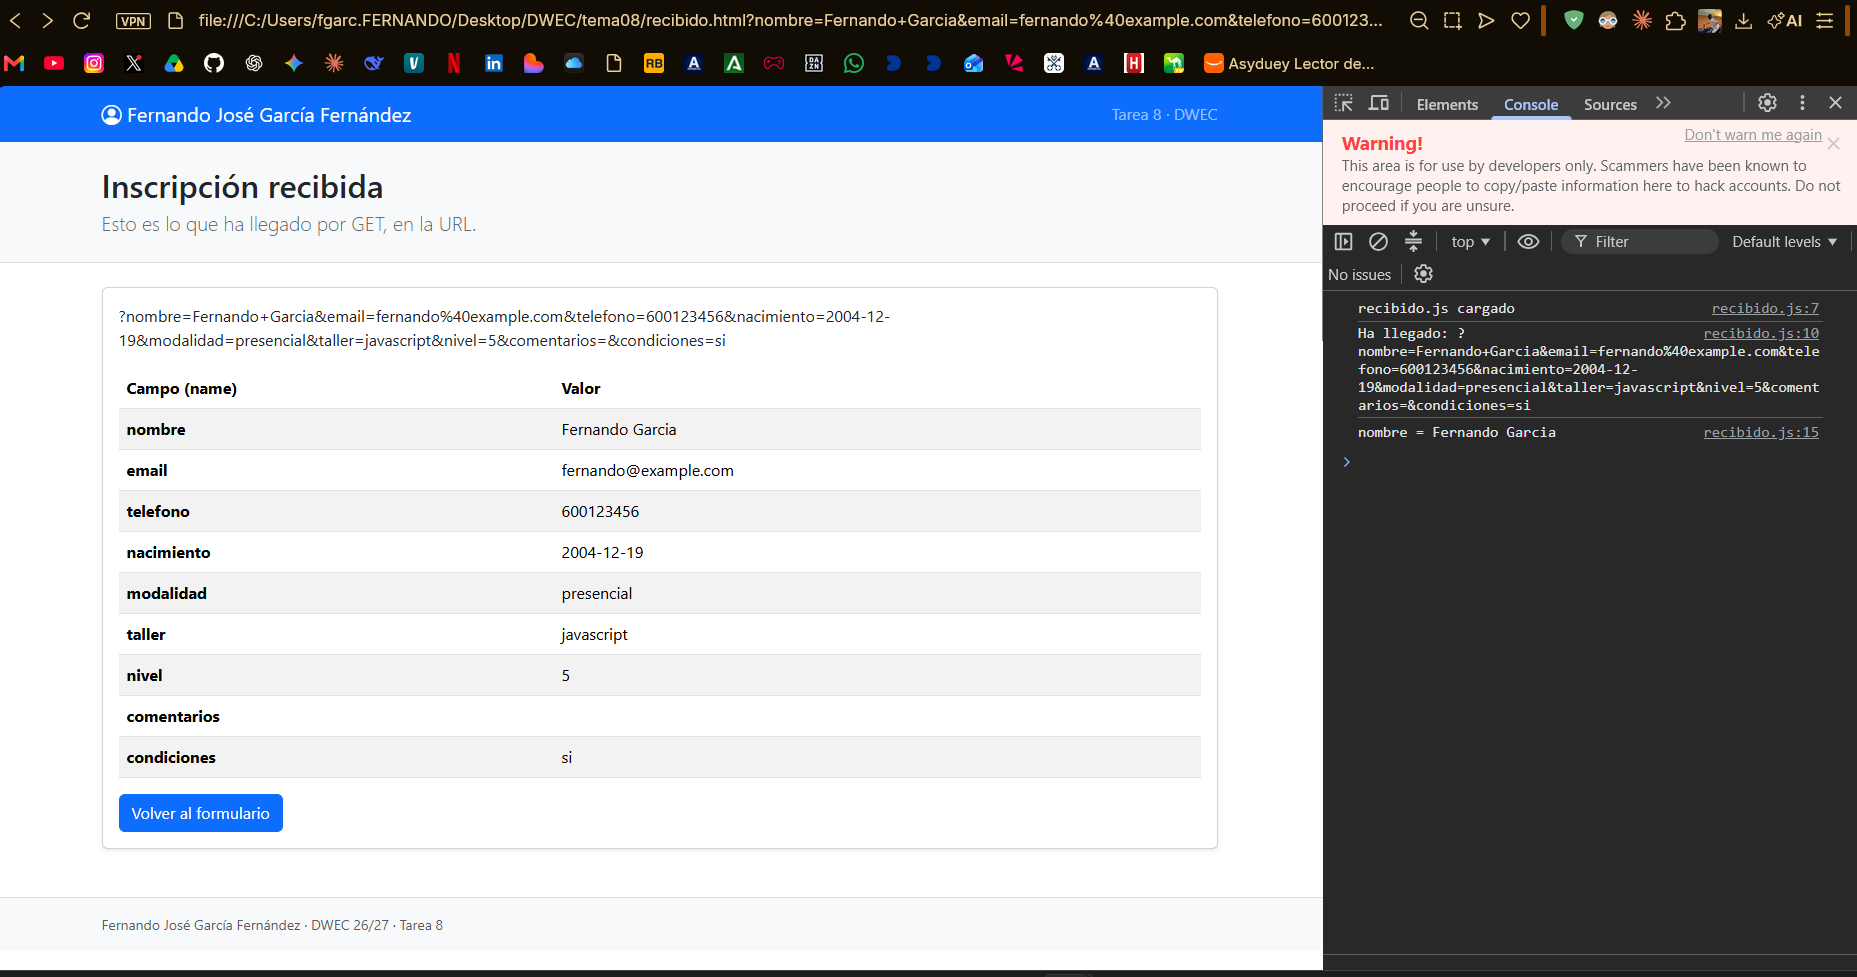 VPN
file:///C:/Users/fgarc.FERNANDO/Desktop/DWEC/tema08/recibido.html?nombre=Fernando+Garcia&email=fernando%40example.com&telefono=600123...
AI
RB
A
DA
ZN
A
H
Asyduey Lector de...
Fernando José García Fernández
Tarea 8 · DWEC
Inscripción recibida
Esto es lo que ha llegado por GET, en la URL.
?nombre=Fernando+Garcia&email=fernando%40example.com&telefono=600123456&nacimiento=2004-12-
19&modalidad=presencial&taller=javascript&nivel=5&comentarios=&condiciones=si
Campo (name) Valor
nombre Fernando Garcia
email fernando@example.com
telefono 600123456
nacimiento 2004-12-19
modalidad presencial
taller javascript
nivel 5
comentarios
condiciones si
Volver al formulario
Fernando José García Fernández · DWEC 26/27 · Tarea 8
Elements Console Sources
Don't warn me again
Warning!
This area is for use by developers only. Scammers have been known to
encourage people to copy/paste information here to hack accounts. Do not
proceed if you are unsure.
top Filter Default levels
No issues
recibido.js cargado recibido.js:7
Ha llegado: ? recibido.js:10
nombre=Fernando+Garcia&email=fernando%40example.com&tele
fono=600123456&nacimiento=2004-12-
19&modalidad=presencial&taller=javascript&nivel=5&coment
arios=&condiciones=si
nombre = Fernando Garcia recibido.js:15